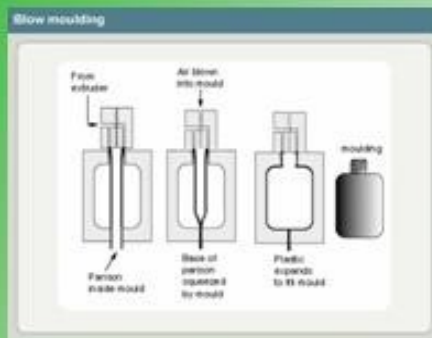 Blow moulding
From
extruder
Air blown
into mould
moulding
Parison
inside mould
Base of
parison
squeezed
by mould
Plastic
expands
to fit mould